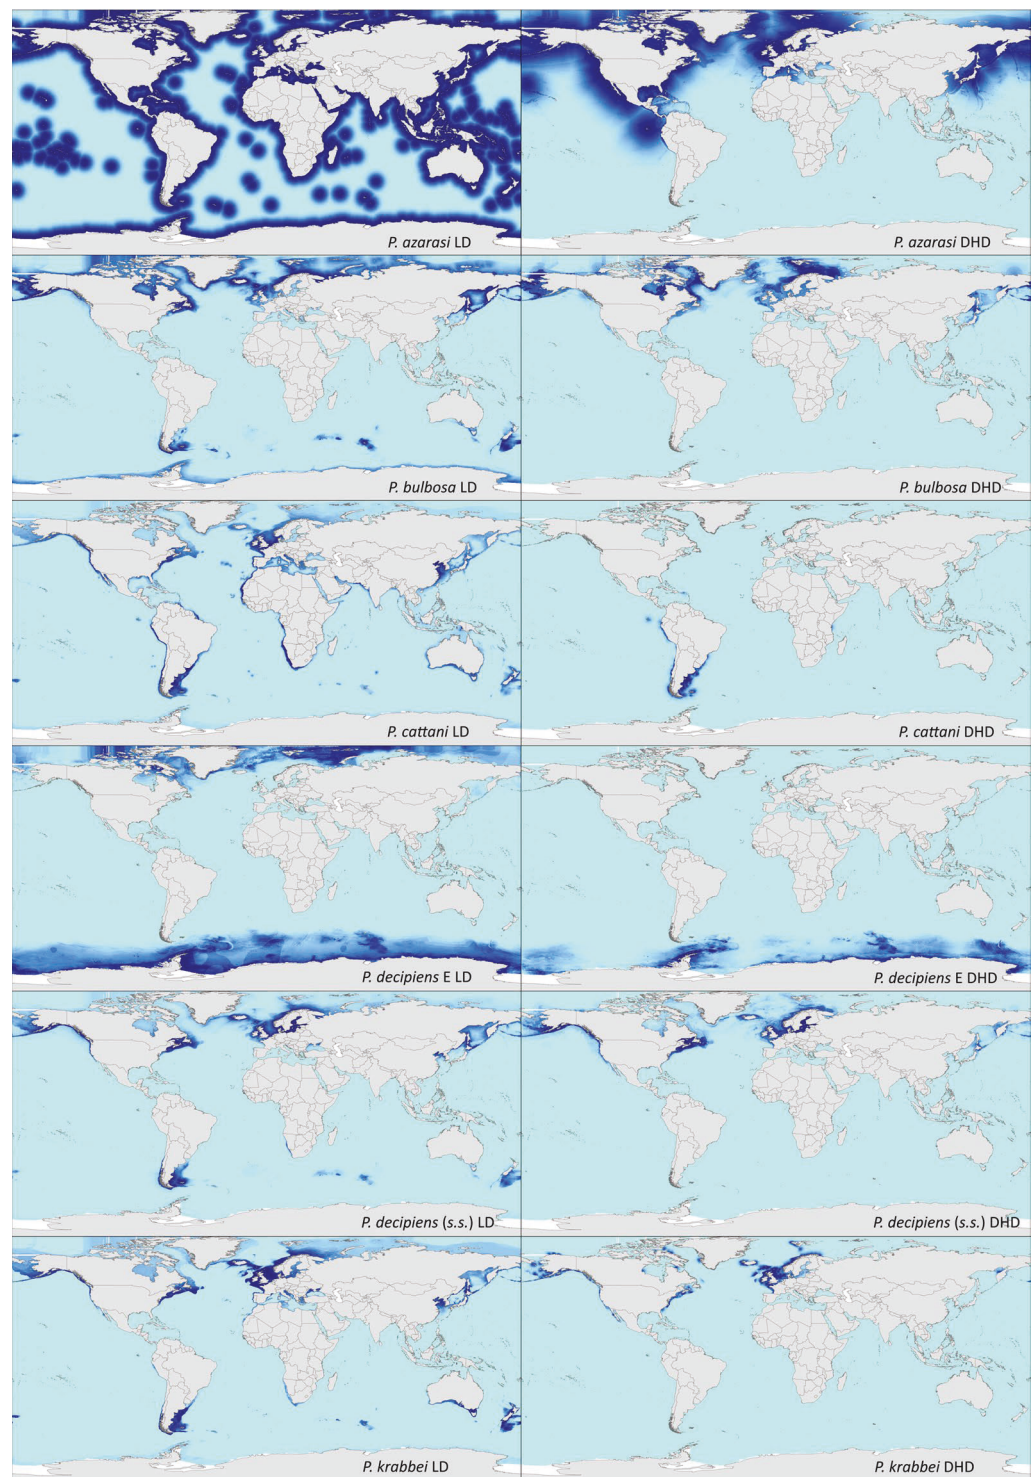 P. azarasi LD
P. azarasi DHD
P. bulbosa LD
P. bulbosa DHD
P. cattani LD
P. cattani DHD
P. decipiens E LD
P. decipiens E DHD
P. decipiens (s.s.) LD
P. decipiens (s.s.) DHD
P. krabbei LD
P. krabbei DHD